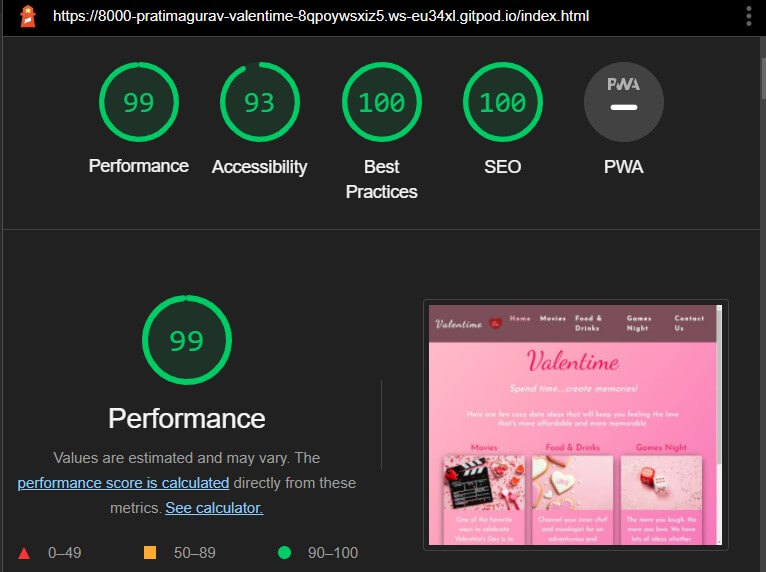 https://8000-pratimagurav-valentime-8qpoywsxiz5.ws-eu34xl.gitpod.io/index.html
99
93
100
100
PWA
Performance
Accessibility
Best
Practices
SEO
PWA
99
Performance
Values are estimated and may vary. The
performance score is calculated directly from these
metrics. See calculator.
0–49
50–89
90–100
Valentime
Home
Movies
Food &
Drinks
Games
Night
Contact
Us
Valentime
Spend time...create memories!
Here are few cozy date ideas that will keep you feeling the love
that's more affordable and more memorable.
Movies
Food & Drinks
Games Night
LOVE
One of the favorite
ways to celebrate
Valentine's Day is to
Channel your inner chef
and mixologist for an
adventurous and
The more you laugh, the
more you love. We have
lots of ideas whether